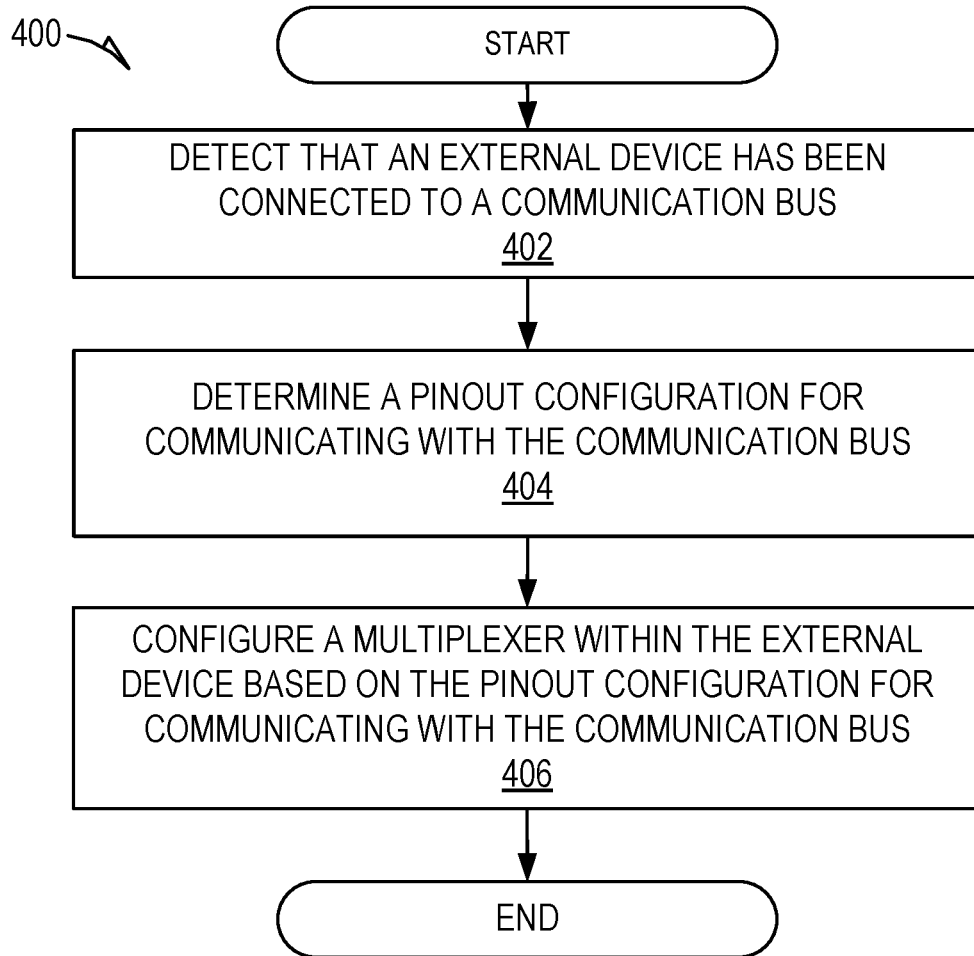 400
START
DETECT THAT AN EXTERNAL DEVICE HAS BEEN
CONNECTED TO A COMMUNICATION BUS
402
DETERMINE A PINOUT CONFIGURATION FOR
COMMUNICATING WITH THE COMMUNICATION BUS
404
CONFIGURE A MULTIPLEXER WITHIN THE EXTERNAL
DEVICE BASED ON THE PINOUT CONFIGURATION FOR
COMMUNICATING WITH THE COMMUNICATION BUS
406
END